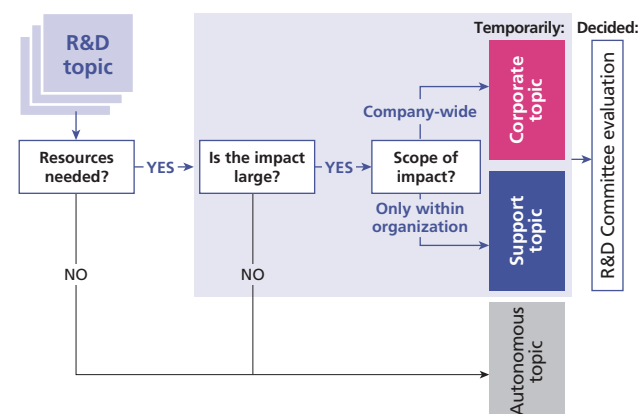 Temporarily: Decided:
R&D
topic
Resources
needed?
YES
Is the impact
large?
YES
Scope of
impact?
Company-wide
Only within
organization
Corporate
topic
Support
topic
R&D Committee evaluation
NO
NO
Autonomous
topic